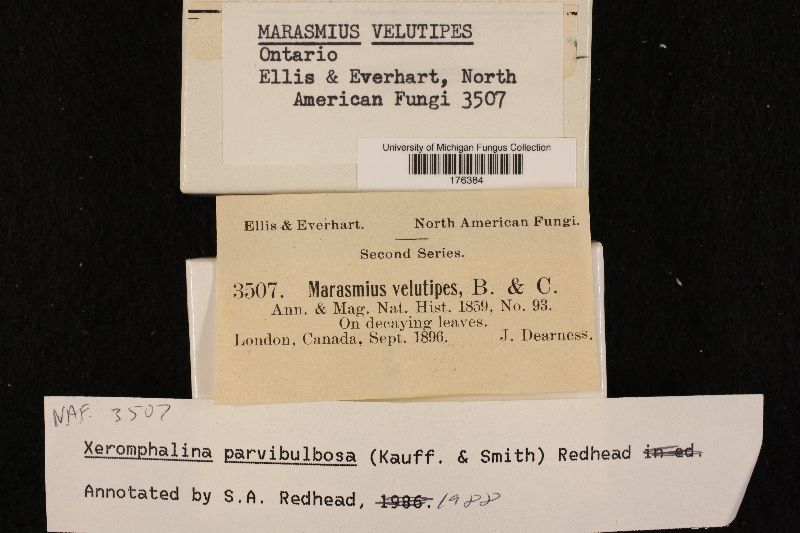 MARASMIUS VELUTIPES
Ontario
Ellis & Everhart, North
American Fungi 3507
University of Michigan Fungus Collection
176384
Ellis & Everhart. North American Fungi.
Second Series.
3507. Marasmius velutipes, B. & C.
Ann. & Mag. Nat. Hist. 1859, No. 93.
On decaying leaves.
London, Canada, Sept. 1896. J. Dearness.
NAF. 3507
Xeromphalina parvibulbosa (Kauff. & Smith) Redhead in ed.
Annotated by S.A. Redhead, 1986. 1988